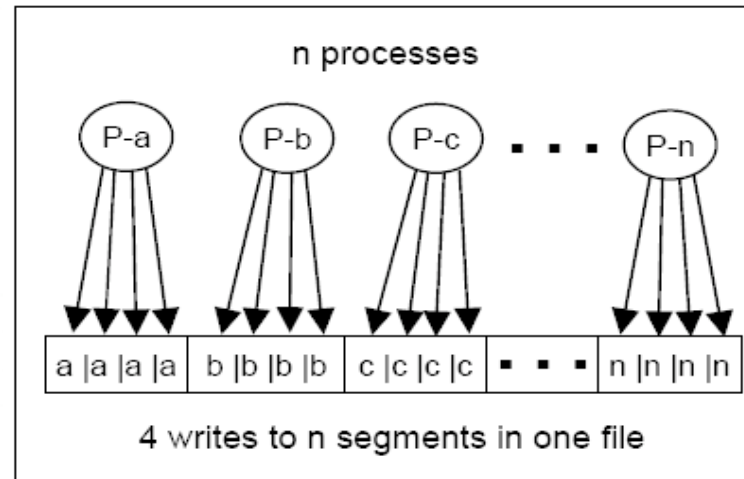 n processes
P-a P-b P-c . . . P-n
a |a |a |a b |b |b |b c |c |c |c . . . n |n |n |n
4 writes to n segments in one file